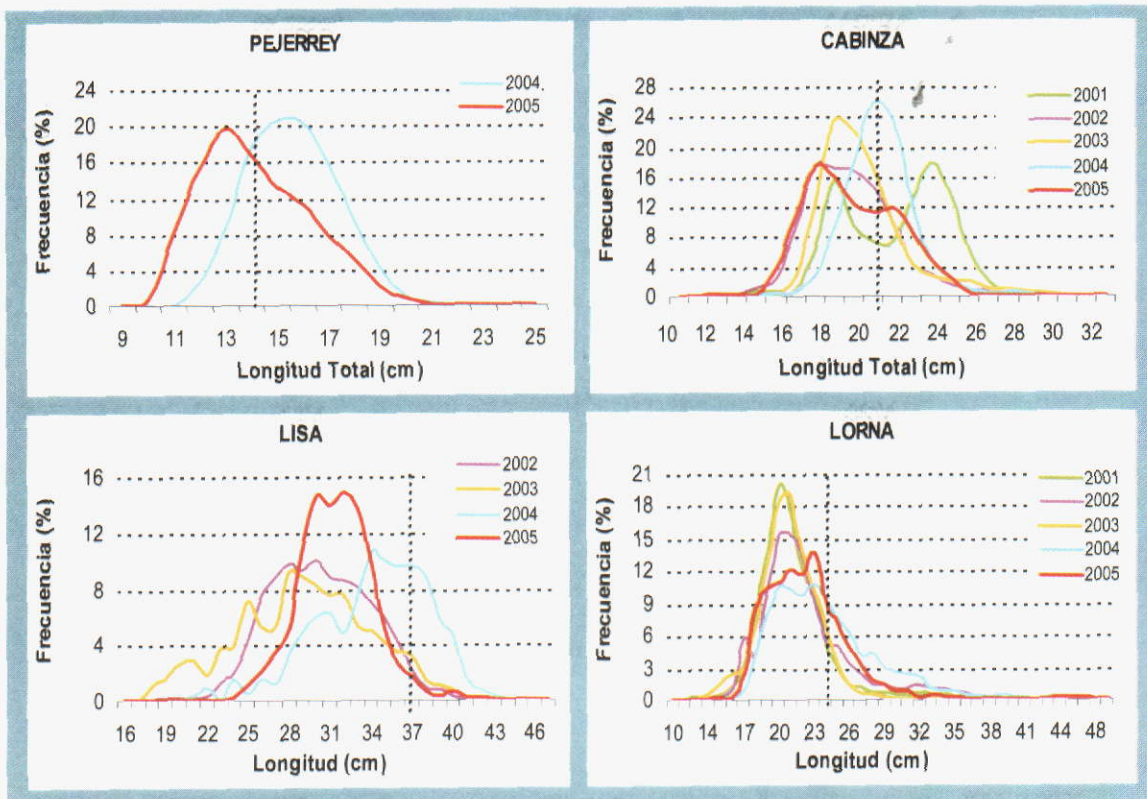 PEJERREY
Frecuencia (%)
24
20
16
12
8
4
0
9 11 13 15 17 19 21 23 25
Longitud Total (cm)
2004
2005
CABINZA
Frecuencia (%)
28
24
20
16
12
8
4
0
10 12 14 16 18 20 22 24 26 28 30 32
Longitud Total (cm)
2001
2002
2003
2004
2005
LISA
Frecuencia (%)
16
12
8
4
0
16 19 22 25 28 31 34 37 40 43 46
Longitud (cm)
2002
2003
2004
2005
LORNA
Frecuencia (%)
21
18
15
12
9
6
3
0
10 14 17 20 23 26 29 32 35 38 41 44 48
Longitud (cm)
2001
2002
2003
2004
2005